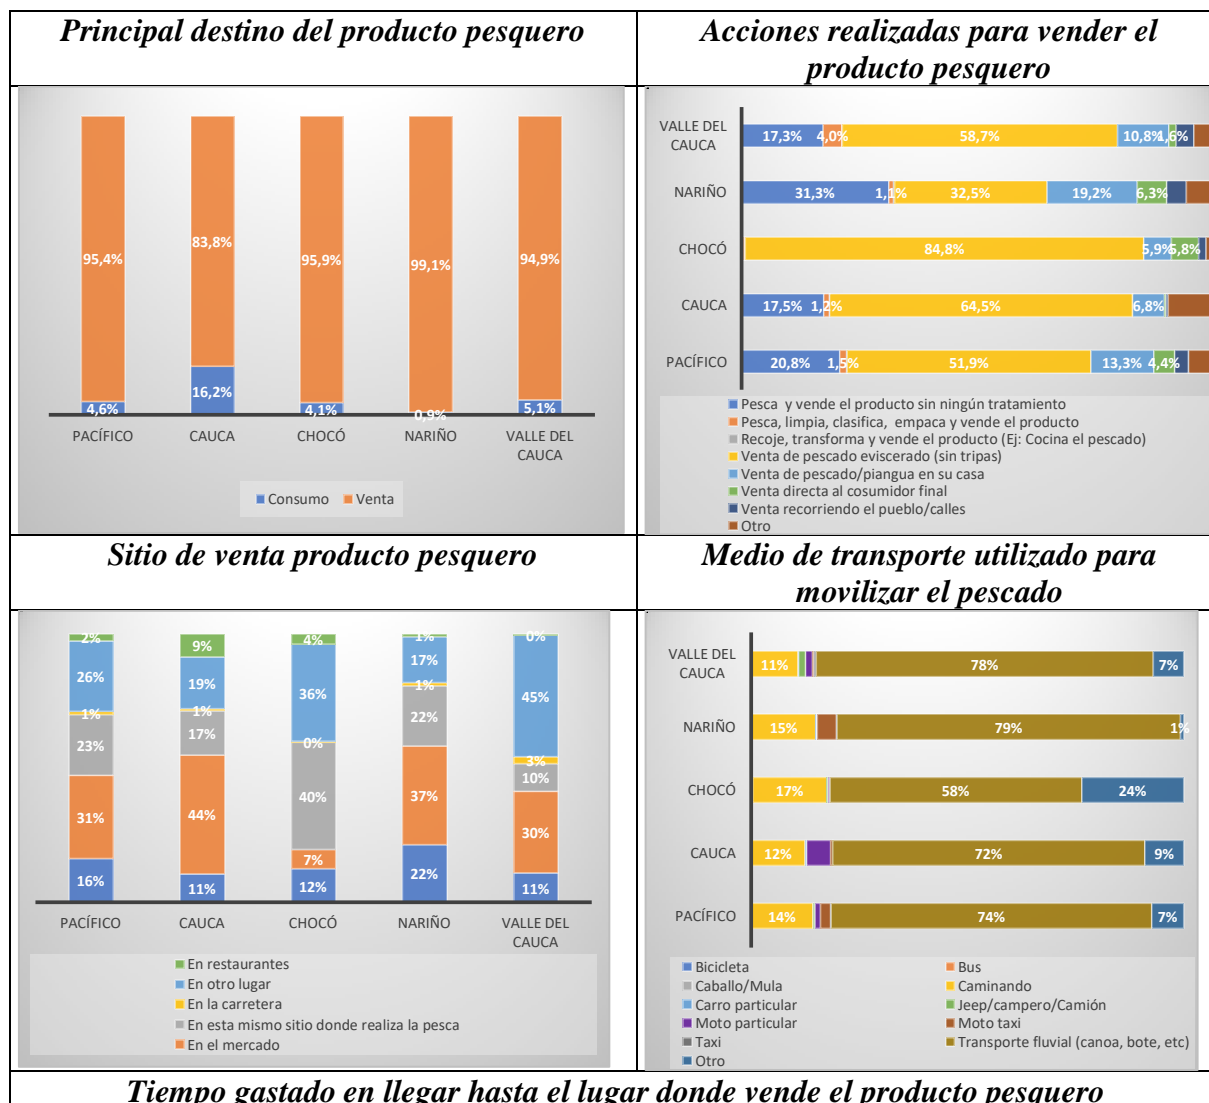 Principal destino del producto pesquero
95,4%
83,8%
95,9%
99,1%
94,9%
4,6%
16,2%
4,1%
0,9%
5,1%
PACÍFICO
CAUCA
CHOCÓ
NARIÑO
VALLE DEL
CAUCA
Consumo
Venta
Acciones realizadas para vender el
producto pesquero
VALLE DEL
CAUCA
17,3%
4,0%
58,7%
10,8%
1,6%
NARIÑO
31,3%
1,1%
32,5%
19,2%
6,3%
CHOCÓ
84,8%
5,9%
5,8%
CAUCA
17,5%
1,2%
64,5%
6,8%
PACÍFICO
20,8%
1,5%
51,9%
13,3%
4,4%
Pesca y vende el producto sin ningún tratamiento
Pesca, limpia, clasifica, empaca y vende el producto
Recoje, transforma y vende el producto (Ej: Cocina el pescado)
Venta de pescado eviscerado (sin tripas)
Venta de pescado/piangua en su casa
Venta directa al cosumidor final
Venta recorriendo el pueblo/calles
Otro
Sitio de venta producto pesquero
2%
9%
4%
1%
0%
26%
19%
36%
17%
45%
1%
1%
0%
1%
3%
23%
17%
40%
22%
10%
31%
44%
7%
37%
30%
16%
11%
12%
22%
11%
PACÍFICO
CAUCA
CHOCÓ
NARIÑO
VALLE DEL
CAUCA
En restaurantes
En otro lugar
En la carretera
En esta mismo sitio donde realiza la pesca
En el mercado
Medio de transporte utilizado para
movilizar el pescado
VALLE DEL
CAUCA
11%
78%
7%
NARIÑO
15%
79%
1%
CHOCÓ
17%
58%
24%
CAUCA
12%
72%
9%
PACÍFICO
14%
74%
7%
Bicicleta
Bus
Caballo/Mula
Caminando
Carro particular
Jeep/campero/Camión
Moto particular
Moto taxi
Taxi
Transporte fluvial (canoa, bote, etc)
Otro
Tiempo gastado en llegar hasta el lugar donde vende el producto pesquero